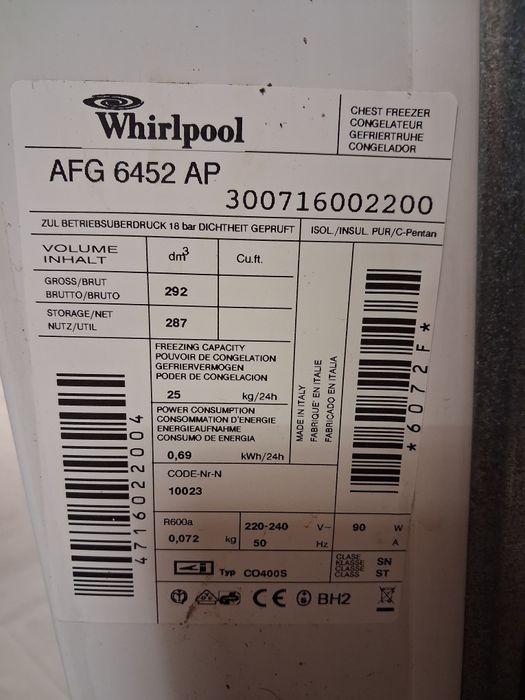 Whirlpool
CHEST FREEZER
CONGELATEUR
GEFRIERTRUHE
CONGELADOR
AFG 6452 AP
300716002200
ZUL BETRIEBSUBERDRUCK 18 bar DICHTHEIT GEPRUFT
ISOL./INSUL. PUR/C-Pentan
VOLUME
INHALT
dm³
Cu.ft.
GROSS/BRUT
BRUTTO/BRUTO
292
STORAGE/NET
NUTZ/UTIL
287
FREEZING CAPACITY
POUVOIR DE CONGELATION
GEFRIERVERMOGEN
PODER DE CONGELACION
25 kg/24h
POWER CONSUMPTION
CONSOMMATION D'ENERGIE
ENERGIEAUFNAHME
CONSUMO DE ENERGIA
0,69 kWh/24h
MADE IN ITALY
FABRIQUE' EN ITALIE
FABRICADO EN ITALIA
*6072F*
471602200 4
CODE-Nr-N
10023
R600a
0,072 kg
220-240 V~
50 Hz
90 W
A
Typ CO400S
CLASE
KLASSE
CLASSE
CLASS
SN
ST
GS
CE
BH2